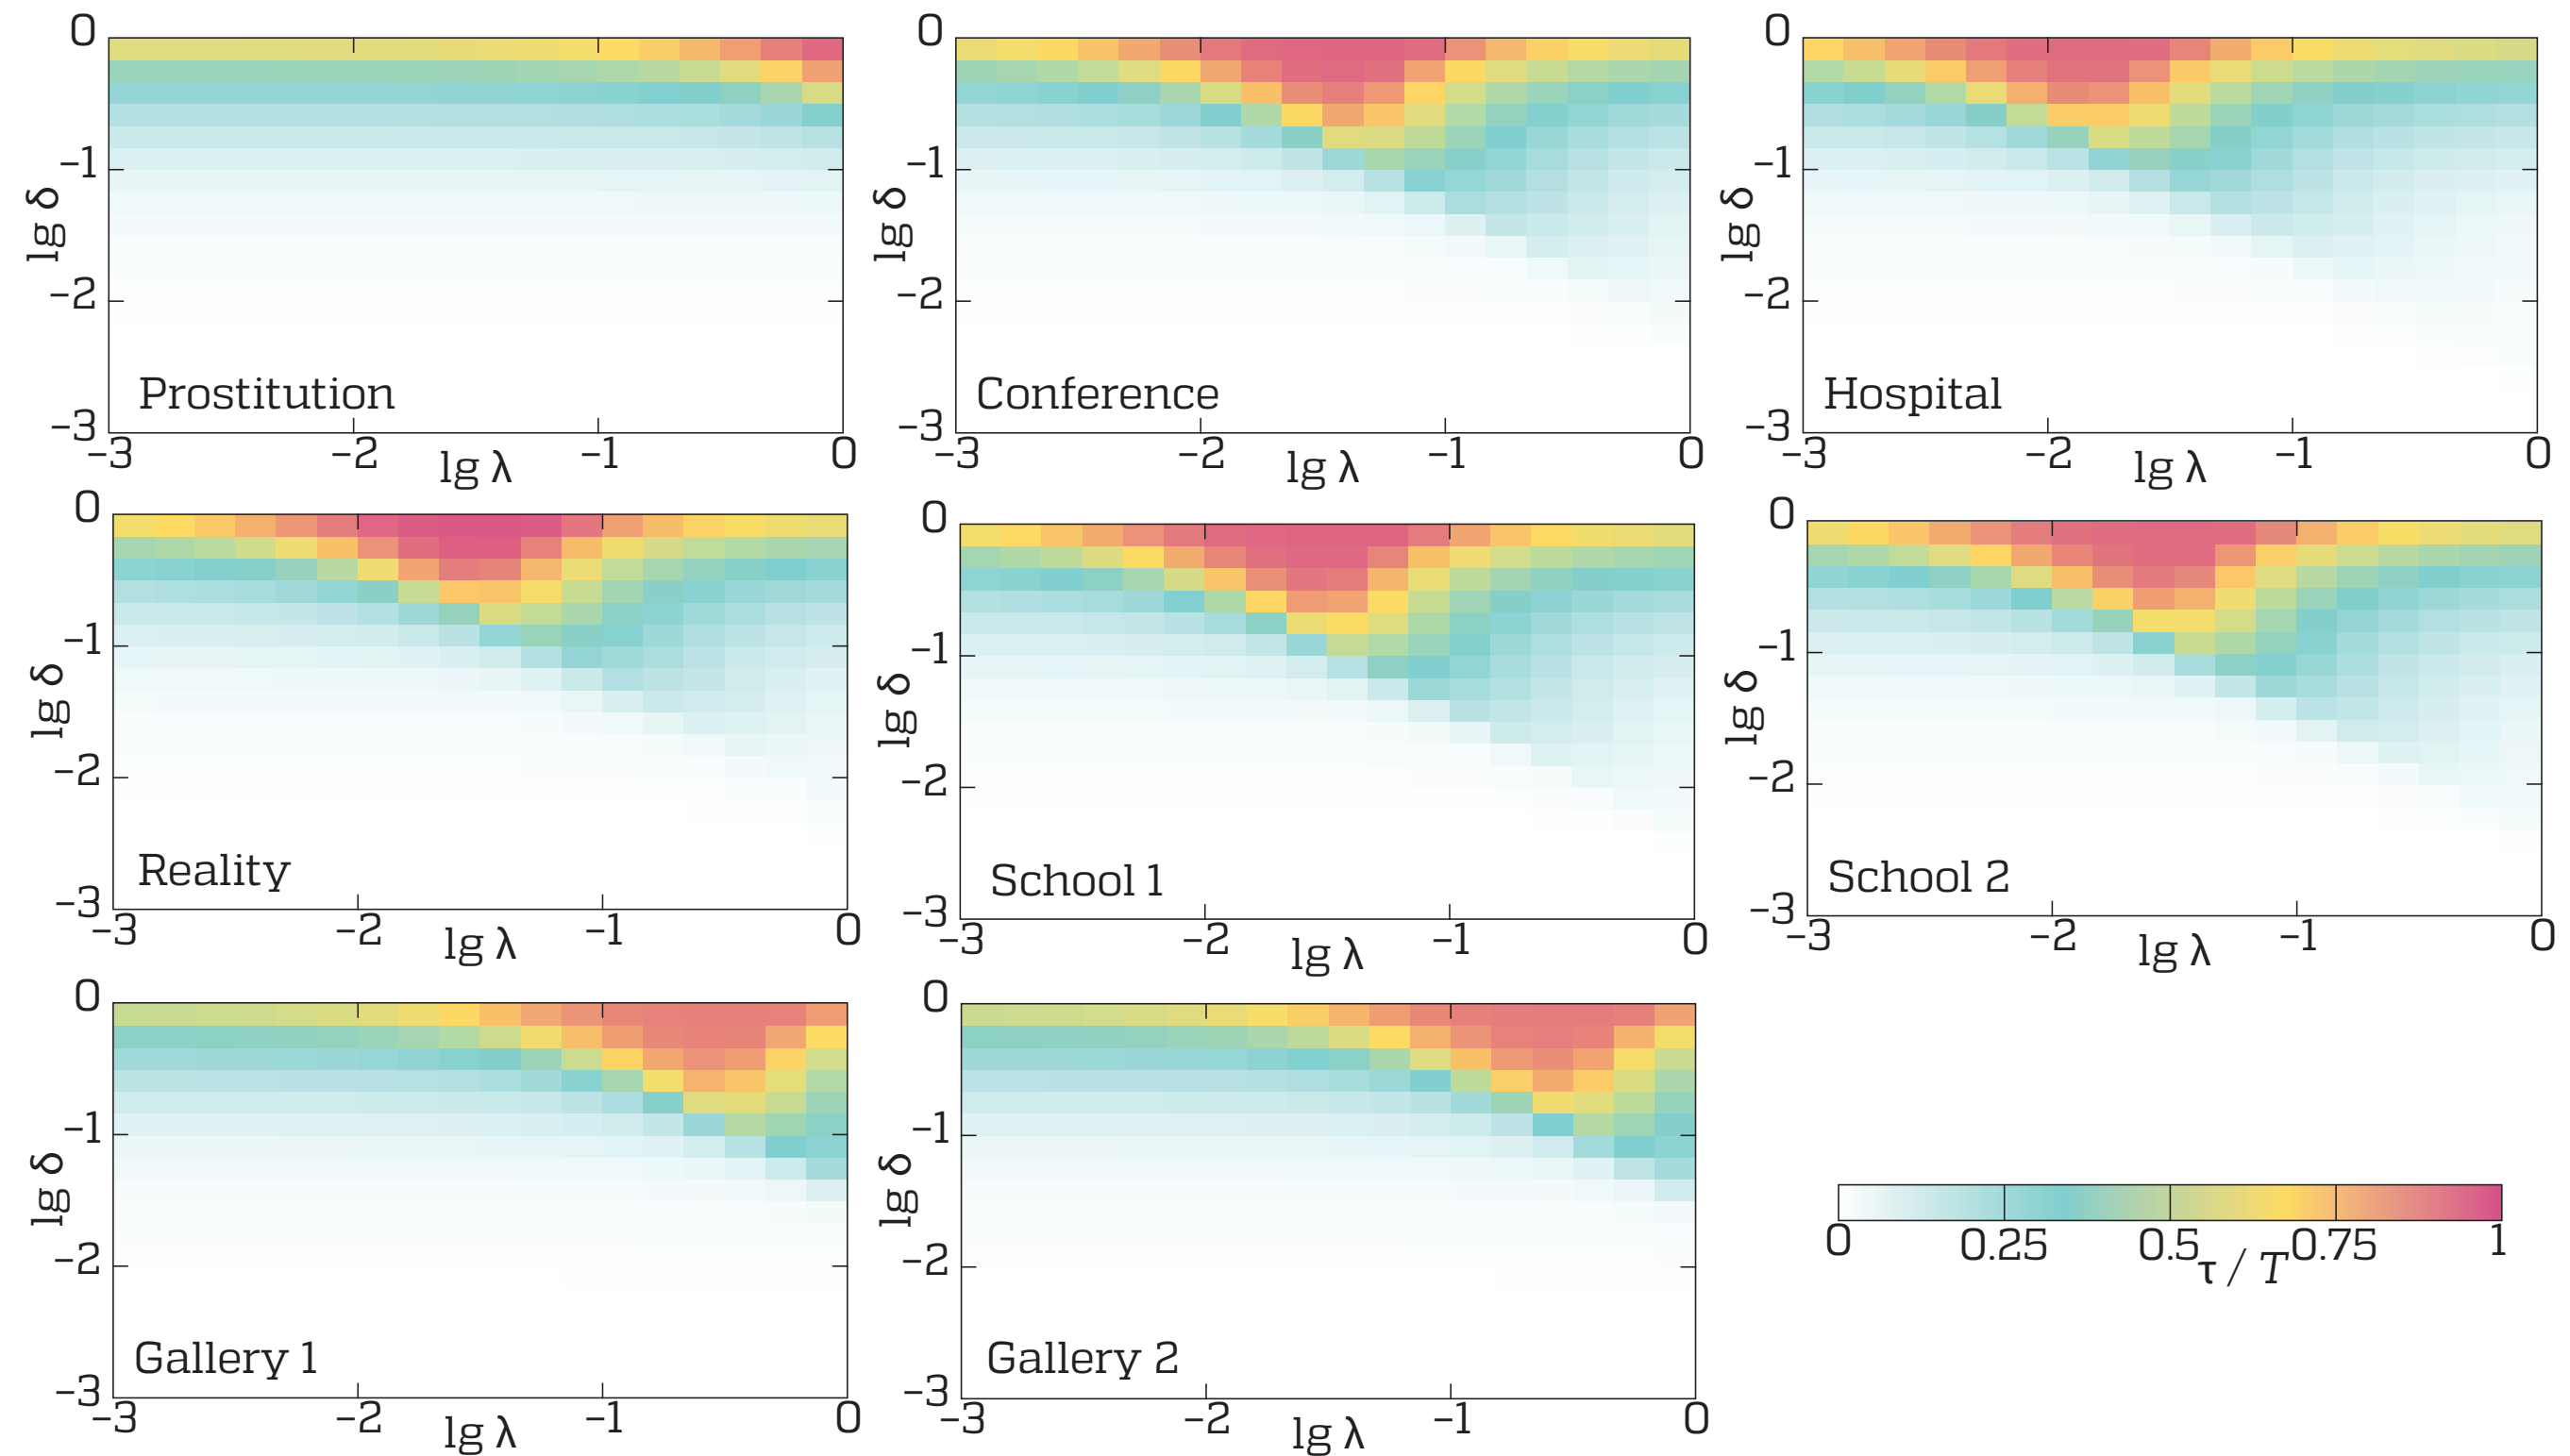 0
−1
−2
−3
lg δ
Prostitution
−3
−2
−1
0
lg λ
0
−1
−2
−3
lg δ
Conference
−3
−2
−1
0
lg λ
0
−1
−2
−3
lg δ
Hospital
−3
−2
−1
0
lg λ
0
−1
−2
−3
lg δ
Reality
−3
−2
−1
0
lg λ
0
−1
−2
−3
lg δ
School 1
−3
−2
−1
0
lg λ
0
−1
−2
−3
lg δ
School 2
−3
−2
−1
0
lg λ
0
−1
−2
−3
lg δ
Gallery 1
−3
−2
−1
0
lg λ
0
−1
−2
−3
lg δ
Gallery 2
−3
−2
−1
0
lg λ
0
0.25
0.5
0.75
1
τ / T